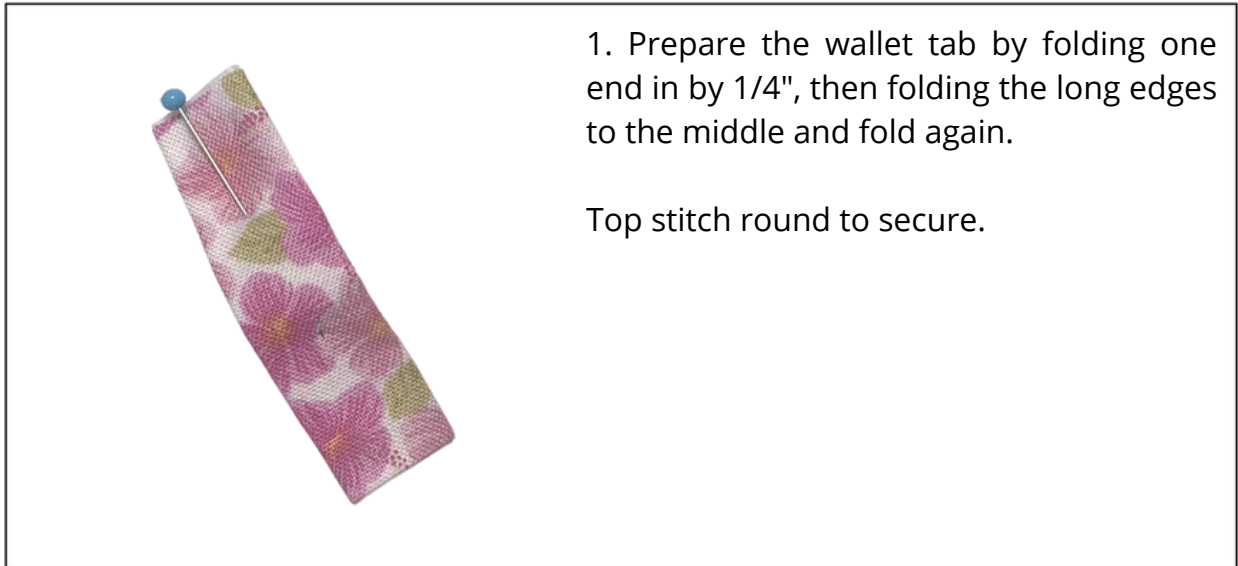 1. Prepare the wallet tab by folding one
end in by 1/4", then folding the long edges
to the middle and fold again.
Top stitch round to secure.